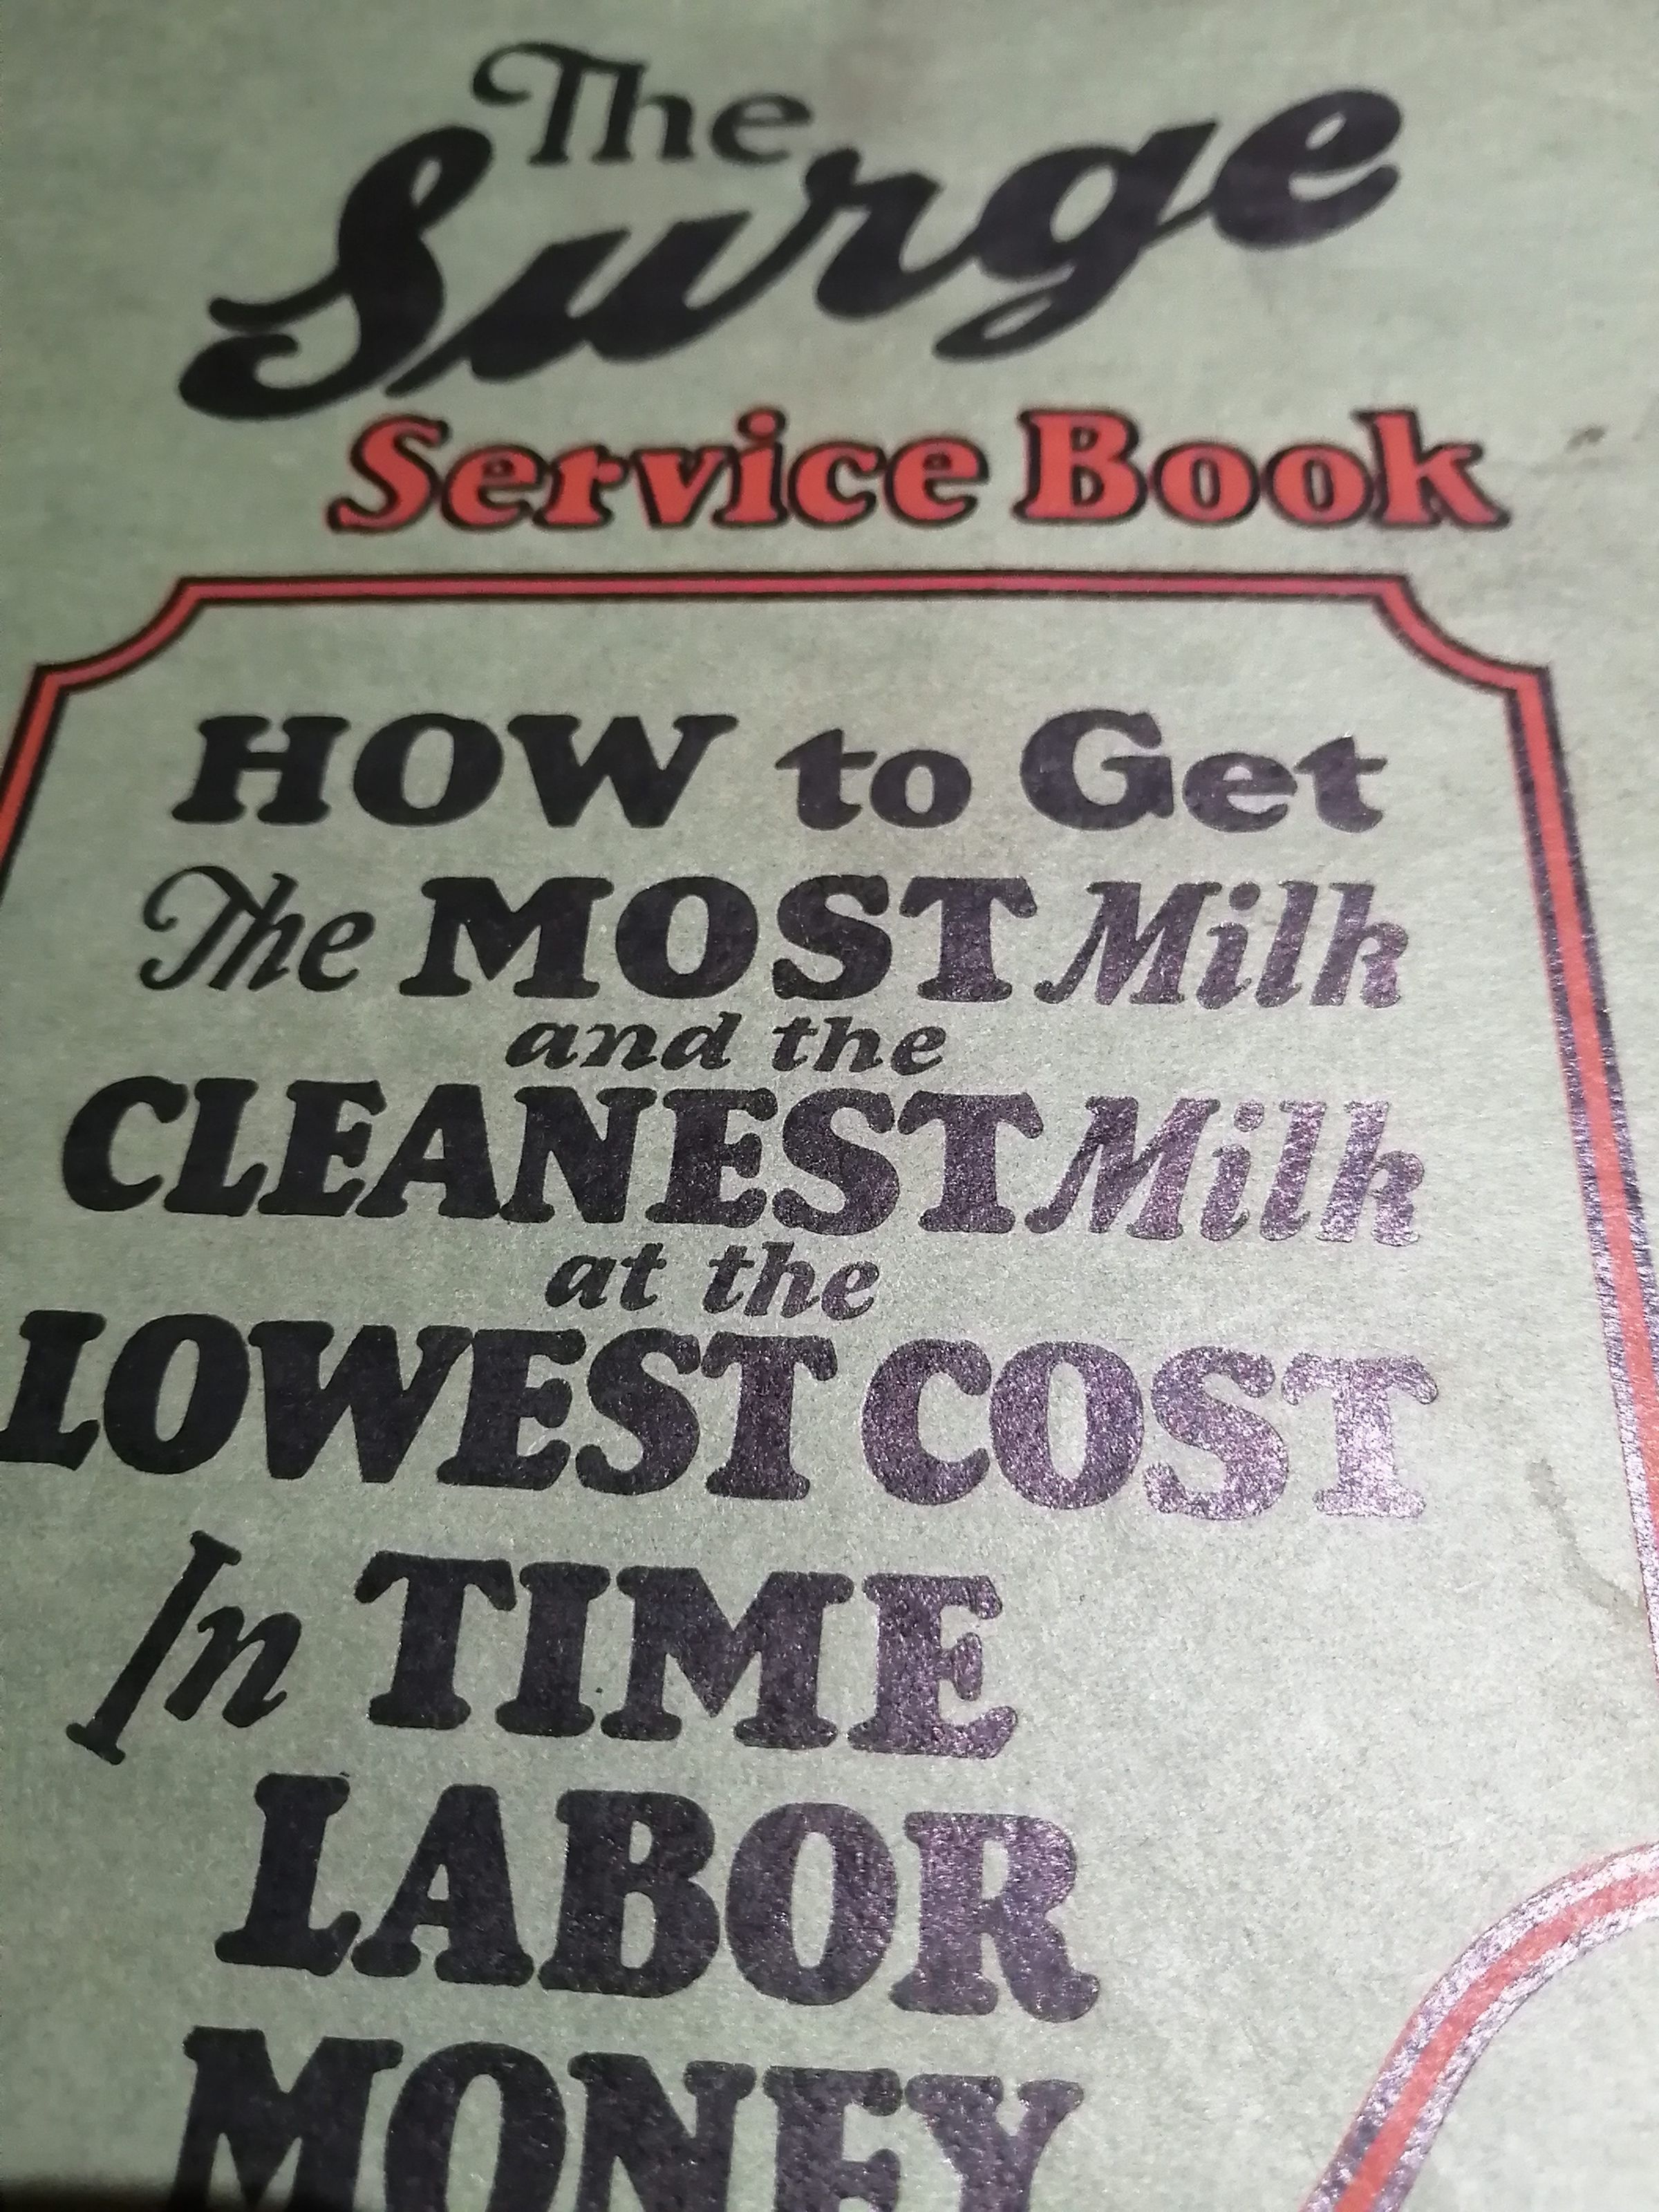 The
Surge
Service Book
HOW to Get
The MOST Milk
and the
CLEANEST Milk
at the
LOWEST COST
In TIME
LABOR
MONEY